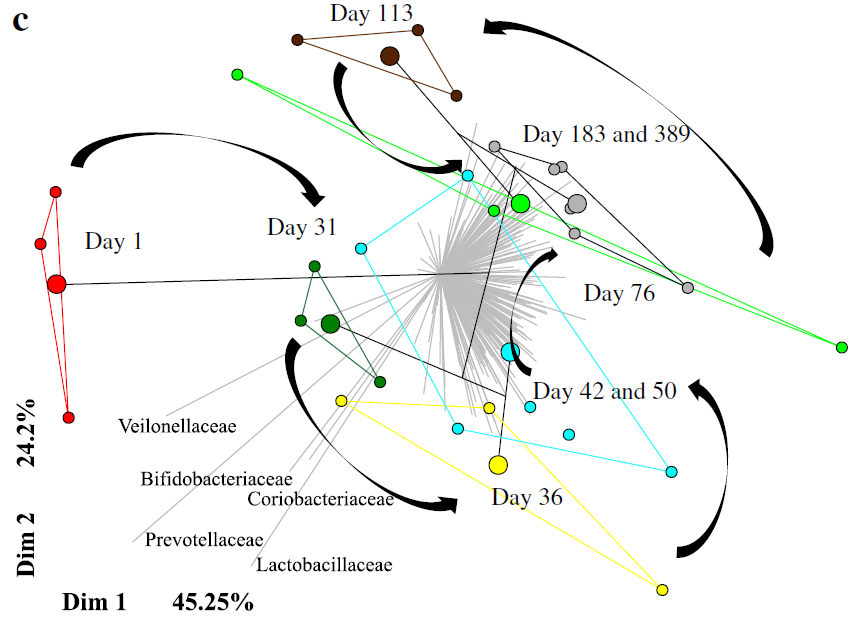 c
Day 113
Day 183 and 389
Day 31
Day 1
Day 76
Day 42 and 50
Veilonellaceae
Bifidobacteriaceae
Coriobacteriaceae
Day 36
Prevotellaceae
Lactobacillaceae
Dim 2 24.2%
Dim 1 45.25%